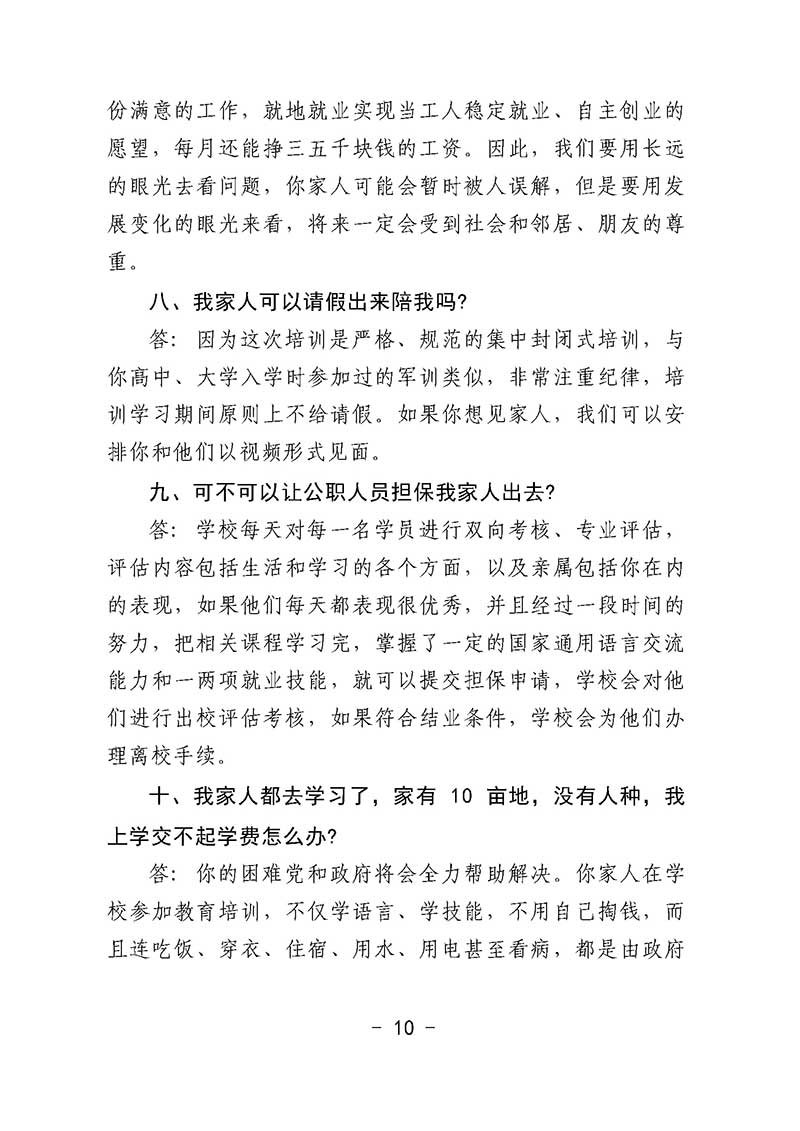 份满意的工作，就地就业实现当工人稳定就业、自主创业的
愿望，每月还能挣三五千块钱的工资。因此，我们要用长远
的眼光去看问题，你家人可能会暂时被人误解，但是要用发
展变化的眼光来看，将来一定会受到社会和邻居、朋友的尊
重。
八、我家人可以请假出来陪我吗?
答：因为这次培训是严格、规范的集中封闭式培训，与
你高中、大学入学时参加过的军训类似，非常注重纪律，培
训学习期间原则上不给请假。如果你想见家人，我们可以安
排你和他们以视频形式见面。
九、可不可以让公职人员担保我家人出去?
答：学校每天对每一名学员进行双向考核、专业评估，
评估内容包括生活和学习的各个方面，以及亲属包括你在内
的表现，如果他们每天都表现很优秀，并且经过一段时间的
努力，把相关课程学习完，掌握了一定的国家通用语言交流
能力和一两项就业技能，就可以提交担保申请，学校会对他
们进行出校评估考核，如果符合结业条件，学校会为他们办
理离校手续。
十、我家人都去学习了，家有 10 亩地，没有人种，我
上学交不起学费怎么办?
答：你的困难党和政府将会全力帮助解决。你家人在学
校参加教育培训，不仅学语言、学技能，不用自己掏钱，而
且连吃饭、穿衣、住宿、用水、用电甚至看病，都是由政府
- 10 -